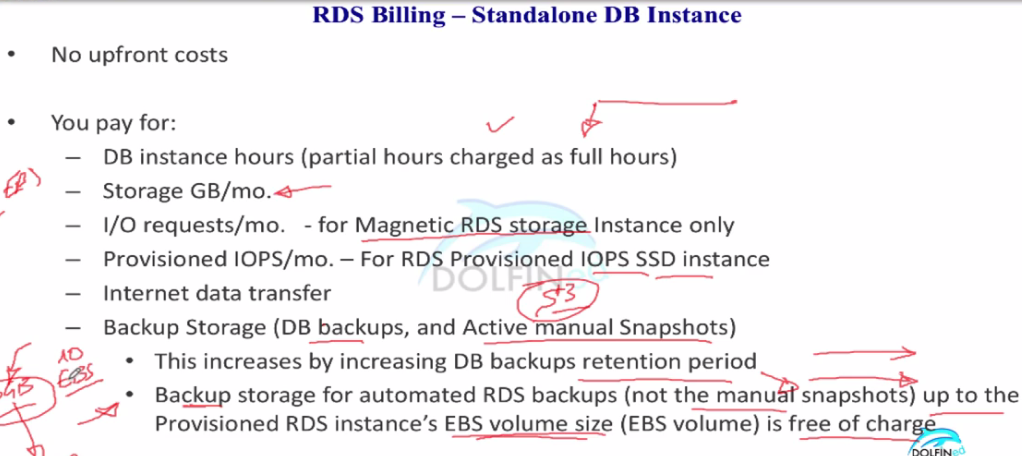 RDS Billing – Standalone DB Instance
• No upfront costs
• You pay for:
– DB instance hours (partial hours charged as full hours)
EBS
– Storage GB/mo.
– I/O requests/mo. - for Magnetic RDS storage Instance only
– Provisioned IOPS/mo. – For RDS Provisioned IOPS SSD instance
DOLFINed
– Internet data transfer
– Backup Storage (DB backups, and Active manual Snapshots)
10
EBS
• This increases by increasing DB backups retention period
• Backup storage for automated RDS backups (not the manual snapshots) up to the
Provisioned RDS instance's EBS volume size (EBS volume) is free of charge
DOLFINed